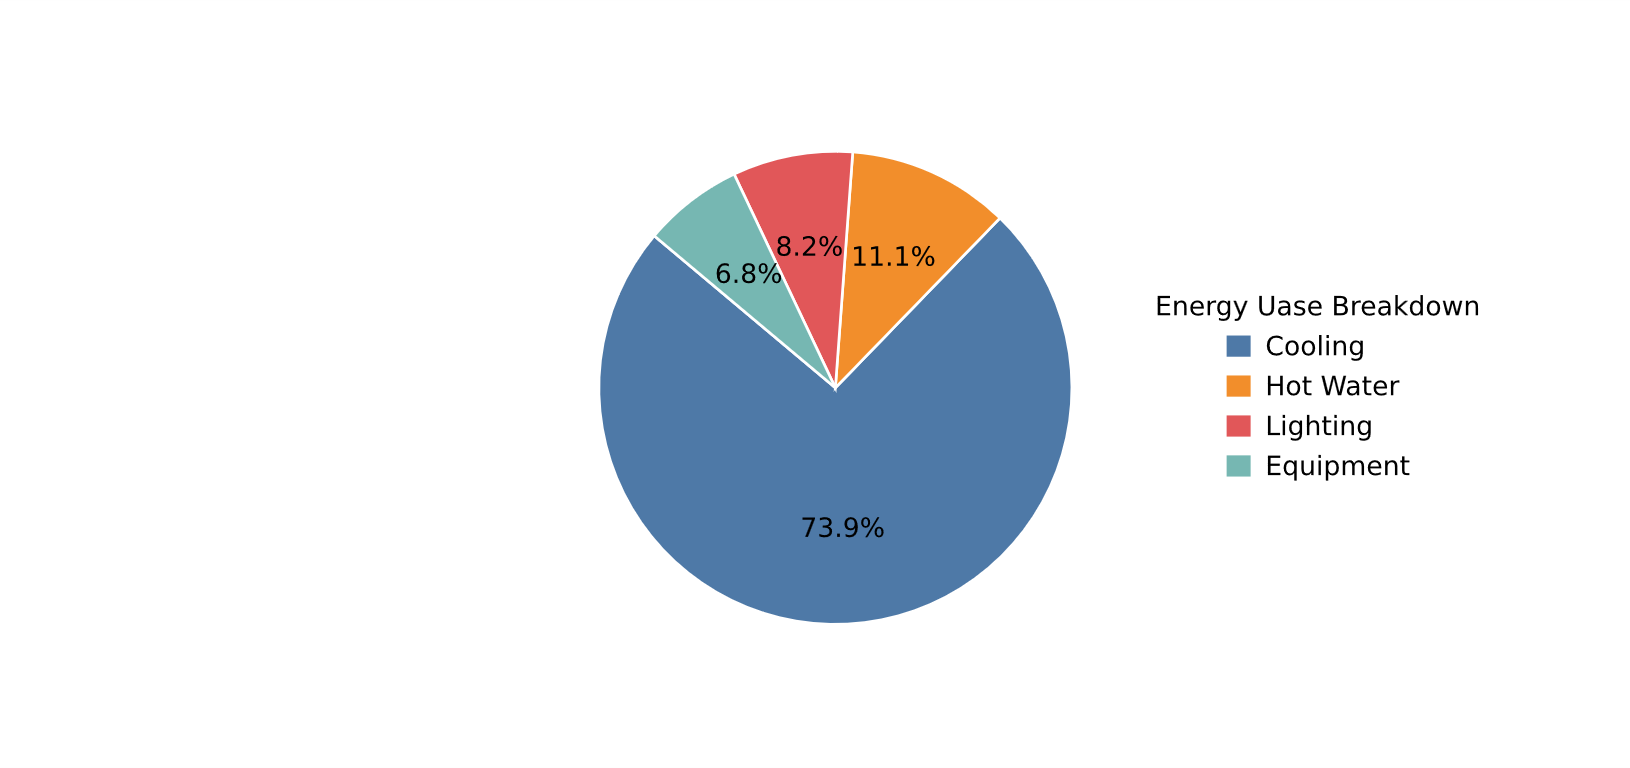 8.2%
11.1%
6.8%
73.9%
Energy Uase Breakdown
Cooling
Hot Water
Lighting
Equipment